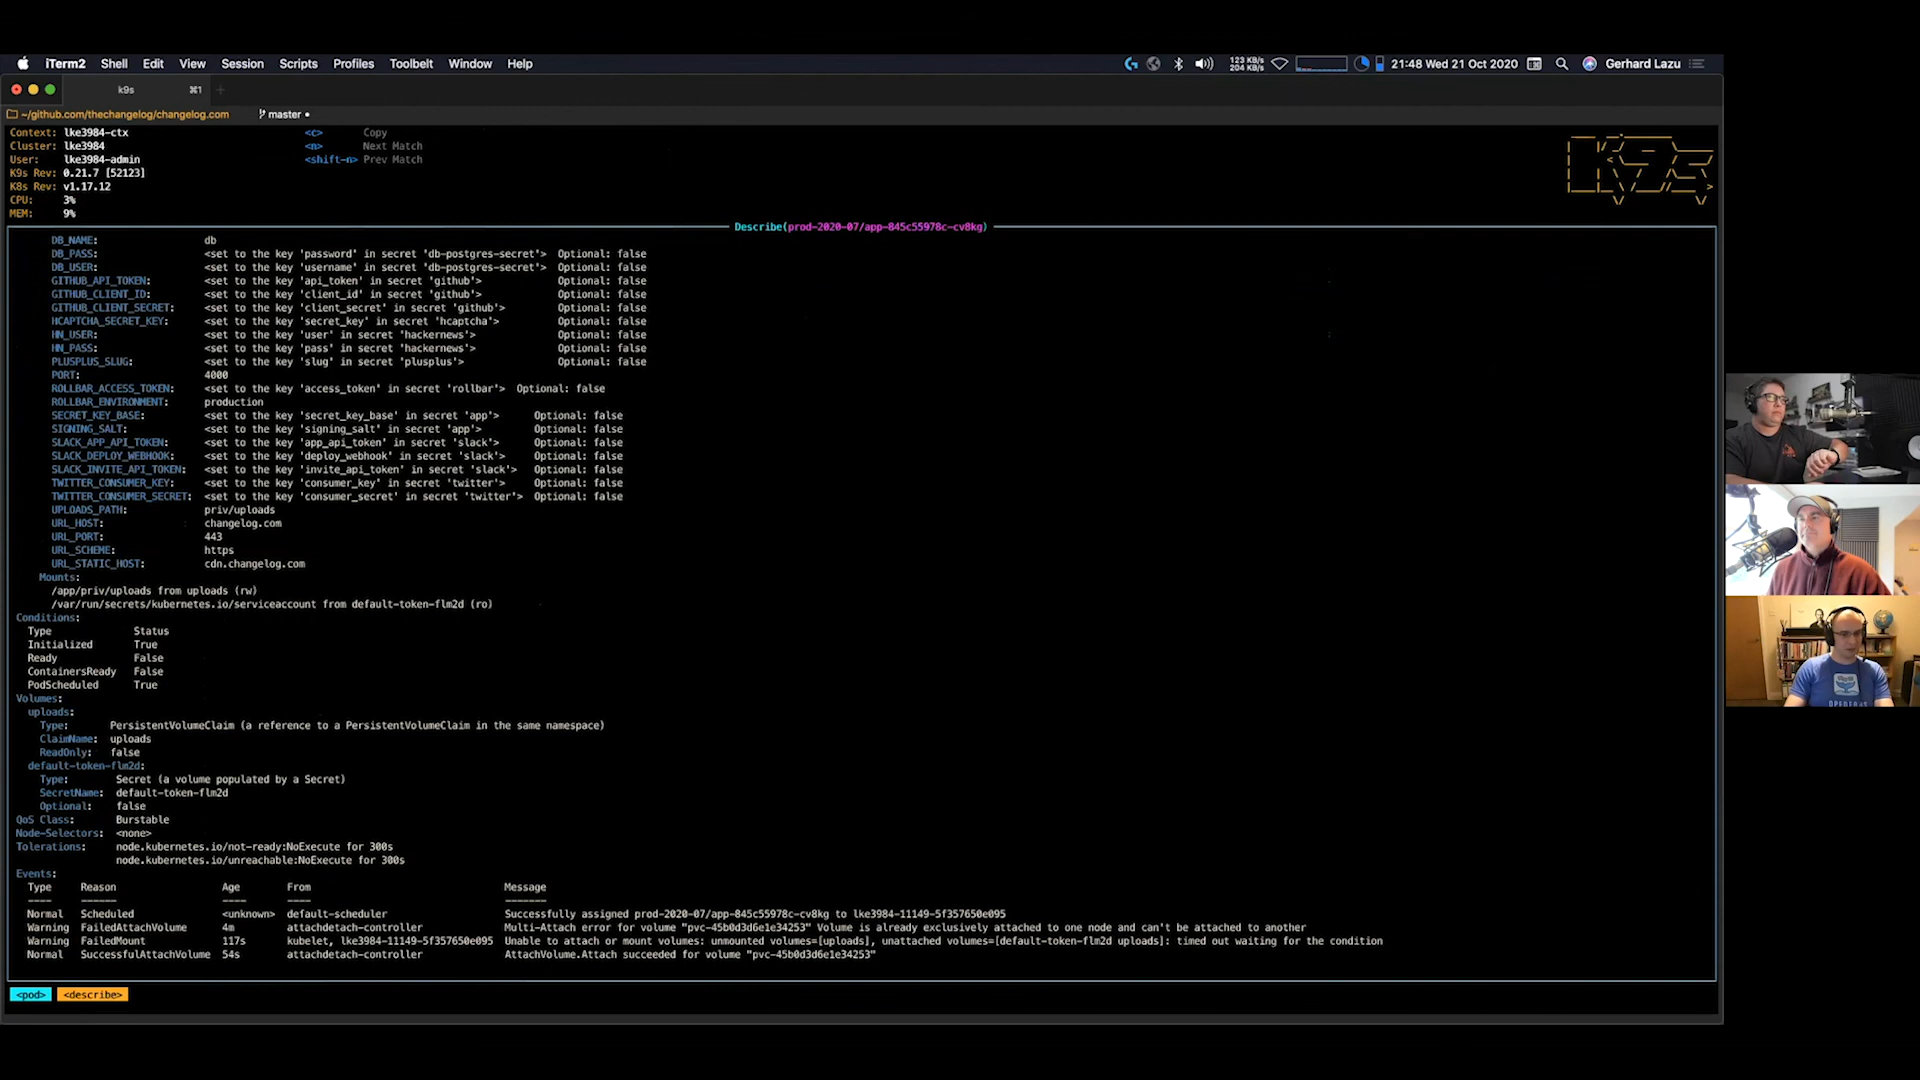 iTerm2 Shell Edit View Session Scripts Profiles Toolbelt Window Help 123 KB/s 204 KB/s 21:48 Wed 21 Oct 2020 Gerhard Lazu
k9s ⌘1 +
~/github.com/thechangelog/changelog.com master •
Context: lke3984-ctx <c> Copy
Cluster: lke3984 <n> Next Match
User: lke3984-admin <shift-n> Prev Match
K9s Rev: 0.21.7 [52123]
K8s Rev: v1.17.12
CPU: 3%
MEM: 9%
Describe(prod-2020-07/app-845c55978c-cv8kg)
DB_NAME: db
DB_PASS: <set to the key 'password' in secret 'db-postgres-secret'> Optional: false
DB_USER: <set to the key 'username' in secret 'db-postgres-secret'> Optional: false
GITHUB_API_TOKEN: <set to the key 'api_token' in secret 'github'> Optional: false
GITHUB_CLIENT_ID: <set to the key 'client_id' in secret 'github'> Optional: false
GITHUB_CLIENT_SECRET: <set to the key 'client_secret' in secret 'github'> Optional: false
HCAPTCHA_SECRET_KEY: <set to the key 'secret_key' in secret 'hcaptcha'> Optional: false
HN_USER: <set to the key 'user' in secret 'hackernews'> Optional: false
HN_PASS: <set to the key 'pass' in secret 'hackernews'> Optional: false
PLUSPLUS_SLUG: <set to the key 'slug' in secret 'plusplus'> Optional: false
PORT: 4000
ROLLBAR_ACCESS_TOKEN: <set to the key 'access_token' in secret 'rollbar'> Optional: false
ROLLBAR_ENVIRONMENT: production
SECRET_KEY_BASE: <set to the key 'secret_key_base' in secret 'app'> Optional: false
SIGNING_SALT: <set to the key 'signing_salt' in secret 'app'> Optional: false
SLACK_APP_API_TOKEN: <set to the key 'app_api_token' in secret 'slack'> Optional: false
SLACK_DEPLOY_WEBHOOK: <set to the key 'deploy_webhook' in secret 'slack'> Optional: false
SLACK_INVITE_API_TOKEN: <set to the key 'invite_api_token' in secret 'slack'> Optional: false
TWITTER_CONSUMER_KEY: <set to the key 'consumer_key' in secret 'twitter'> Optional: false
TWITTER_CONSUMER_SECRET: <set to the key 'consumer_secret' in secret 'twitter'> Optional: false
UPLOADS_PATH: priv/uploads
URL_HOST: changelog.com
URL_PORT: 443
URL_SCHEME: https
URL_STATIC_HOST: cdn.changelog.com
Mounts:
/app/priv/uploads from uploads (rw)
/var/run/secrets/kubernetes.io/serviceaccount from default-token-flm2d (ro)
Conditions:
Type Status
Initialized True
Ready False
ContainersReady False
PodScheduled True
Volumes:
uploads:
Type: PersistentVolumeClaim (a reference to a PersistentVolumeClaim in the same namespace)
ClaimName: uploads
ReadOnly: false
default-token-flm2d:
Type: Secret (a volume populated by a Secret)
SecretName: default-token-flm2d
Optional: false
QoS Class: Burstable
Node-Selectors: <none>
Tolerations: node.kubernetes.io/not-ready:NoExecute for 300s
node.kubernetes.io/unreachable:NoExecute for 300s
Events:
Type Reason Age From Message
---- ------ ---- ---- -------
Normal Scheduled <unknown> default-scheduler Successfully assigned prod-2020-07/app-845c55978c-cv8kg to lke3984-11149-5f357650e095
Warning FailedAttachVolume 4m attachdetach-controller Multi-Attach error for volume "pvc-45b0d3d6e1e34253" Volume is already exclusively attached to one node and can't be attached to another
Warning FailedMount 117s kubelet, lke3984-11149-5f357650e095 Unable to attach or mount volumes: unmounted volumes=[uploads], unattached volumes=[default-token-flm2d uploads]: timed out waiting for the condition
Normal SuccessfulAttachVolume 54s attachdetach-controller AttachVolume.Attach succeeded for volume "pvc-45b0d3d6e1e34253"
<pod> <describe>